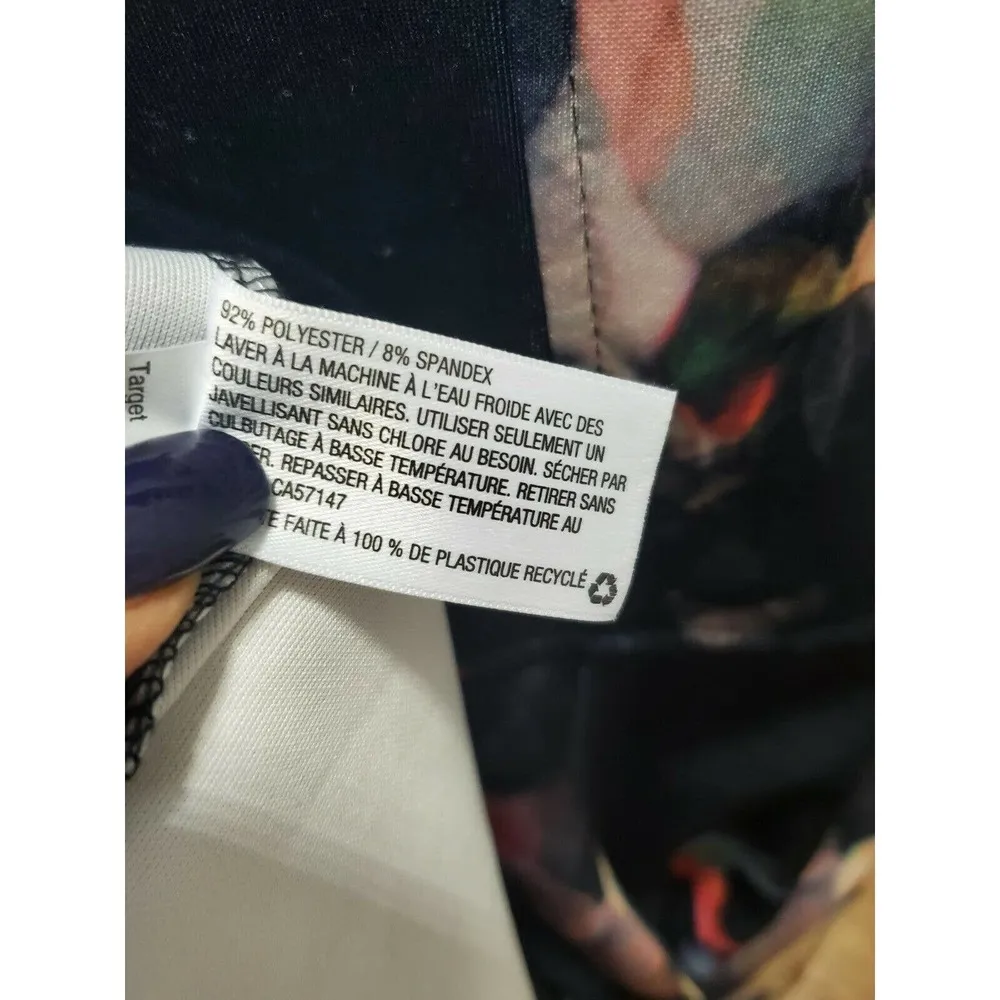 92% POLYESTER / 8% SPANDEX
LAVER À LA MACHINE À L'EAU FROIDE AVEC DES
COULEURS SIMILAIRES. UTILISER SEULEMENT UN
JAVELLISANT SANS CHLORE AU BESOIN. SÉCHER PAR
CULBUTAGE À BASSE TEMPÉRATURE. RETIRER SANS
REPASSER À BASSE TEMPÉRATURE AU
CA57147
FAITE À 100 % DE PLASTIQUE RECYCLÉ
Target